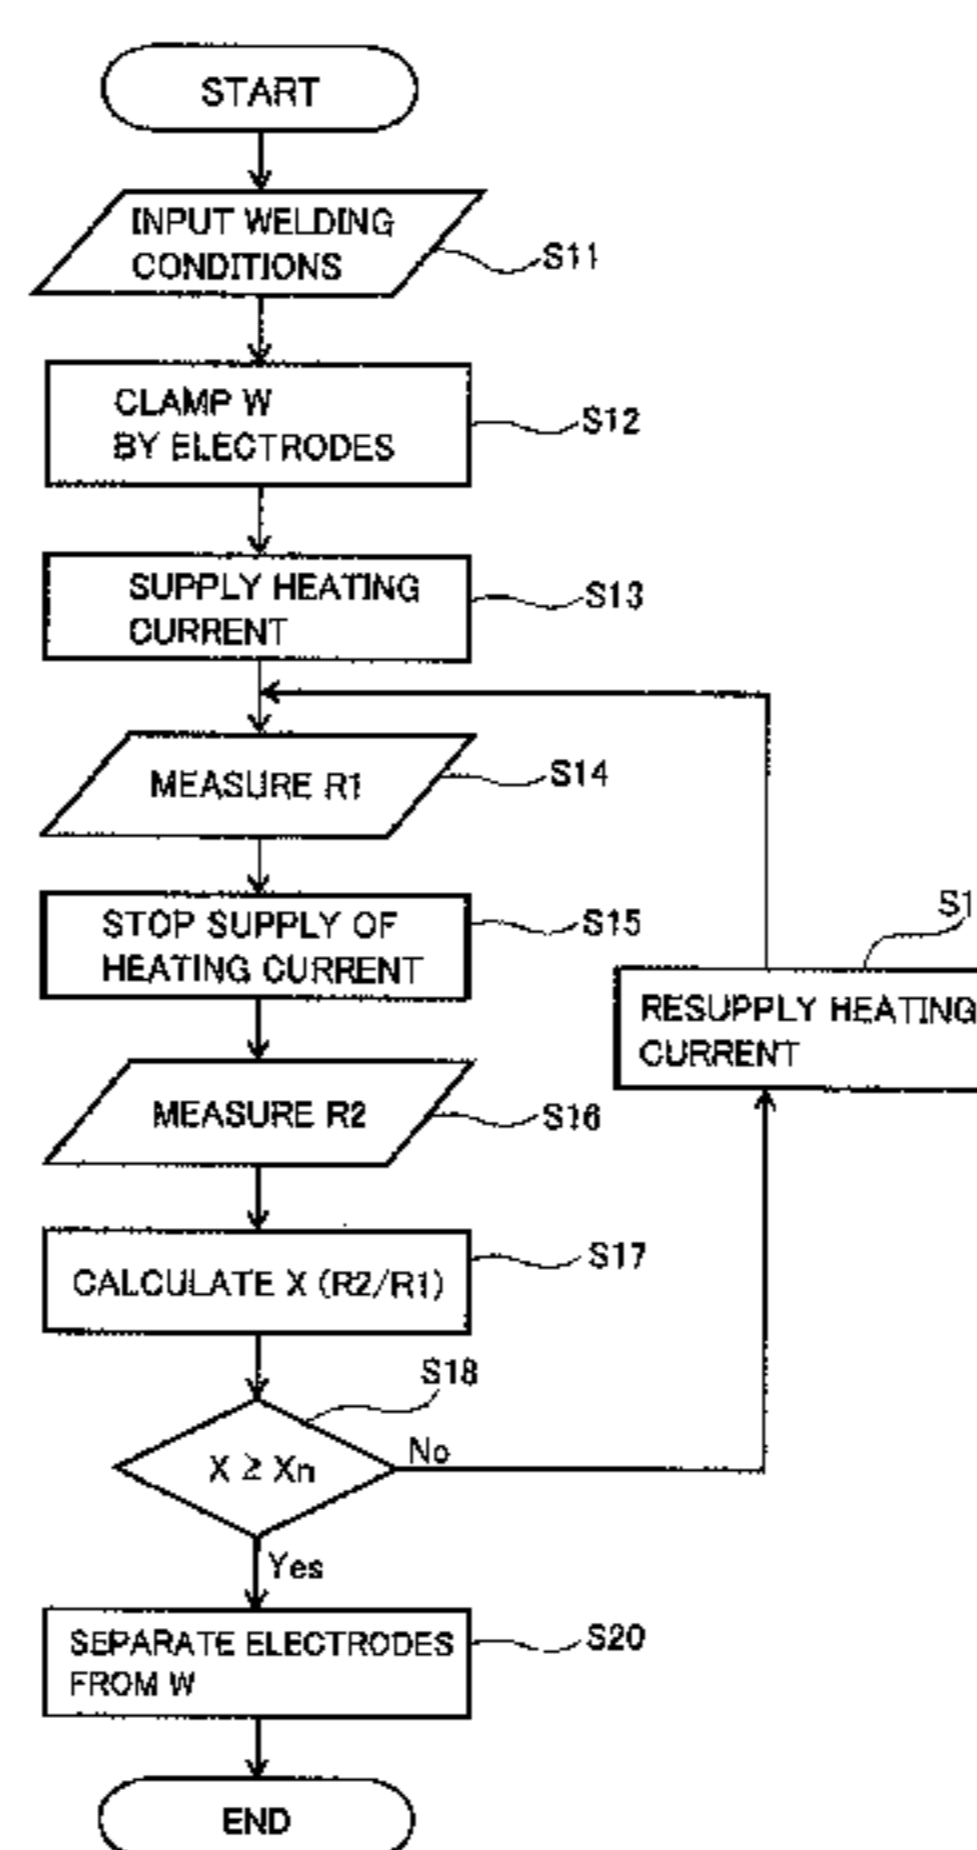 START
INPUT WELDING
CONDITIONS
S11
CLAMP W
BY ELECTRODES
S12
SUPPLY HEATING
CURRENT
S13
MEASURE R1
S14
STOP SUPPLY OF
HEATING CURRENT
S15
S1
RESUPPLY HEATING
CURRENT
MEASURE R2
S16
CALCULATE X (R2/R1)
S17
S18
X ≥ Xn
No
Yes
SEPARATE ELECTRODES
FROM W
S20
END